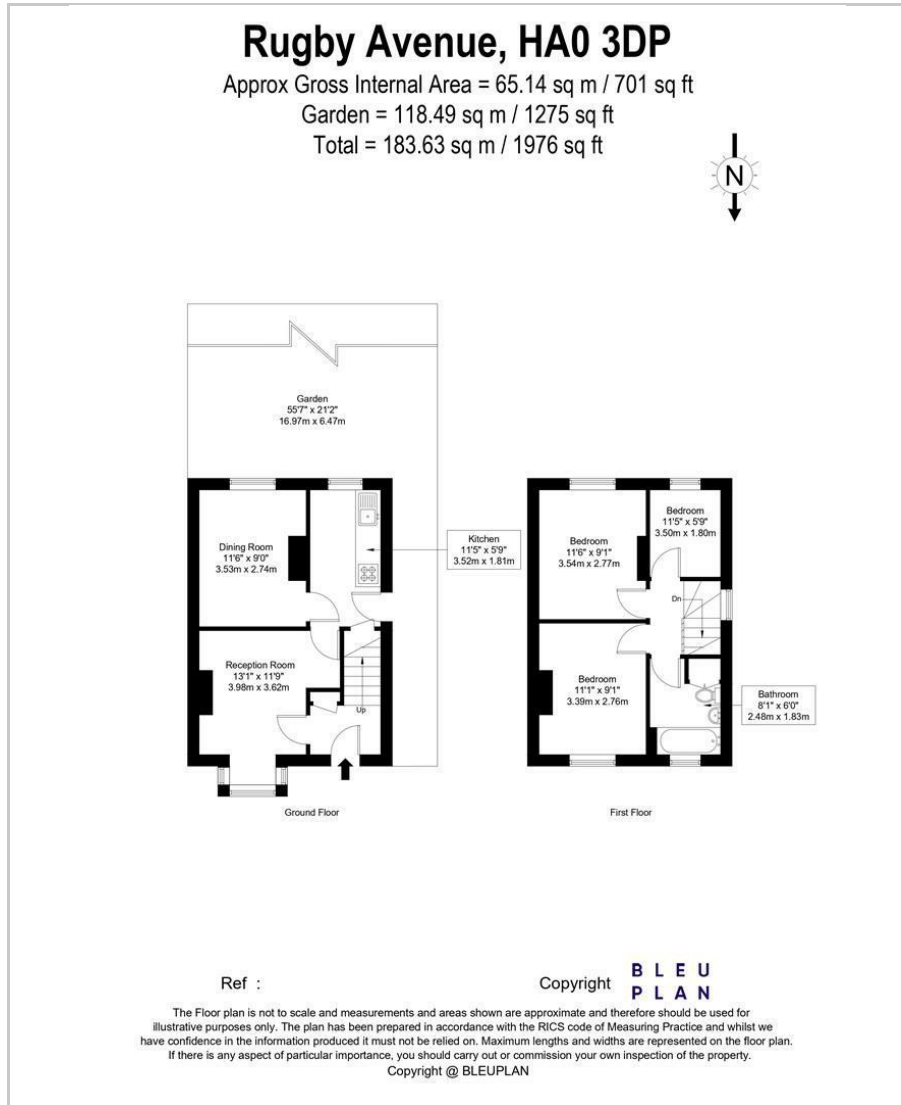 Rugby Avenue, HA0 3DP
Approx Gross Internal Area = 65.14 sq m / 701 sq ft
Garden = 118.49 sq m / 1275 sq ft
Total = 183.63 sq m / 1976 sq ft
N
Garden
55'7" x 21'2"
16.97m x 6.47m
Dining Room
11'6" x 9'0"
3.53m x 2.74m
Kitchen
11'5" x 5'9"
3.52m x 1.81m
Reception Room
13'1" x 11'9"
3.98m x 3.62m
Up
Ground Floor
Bedroom
11'6" x 9'1"
3.54m x 2.77m
Bedroom
11'5" x 5'9"
3.50m x 1.80m
Dn
Bedroom
11'1" x 9'1"
3.39m x 2.76m
Bathroom
8'1" x 6'0"
2.48m x 1.83m
First Floor
Ref :
Copyright
BLEU
PLAN
The Floor plan is not to scale and measurements and areas shown are approximate and therefore should be used for
illustrative purposes only. The plan has been prepared in accordance with the RICS code of Measuring Practice and whilst we
have confidence in the information produced it must not be relied on. Maximum lengths and widths are represented on the floor plan.
If there is any aspect of particular importance, you should carry out or commission your own inspection of the property.
Copyright @ BLEUPLAN